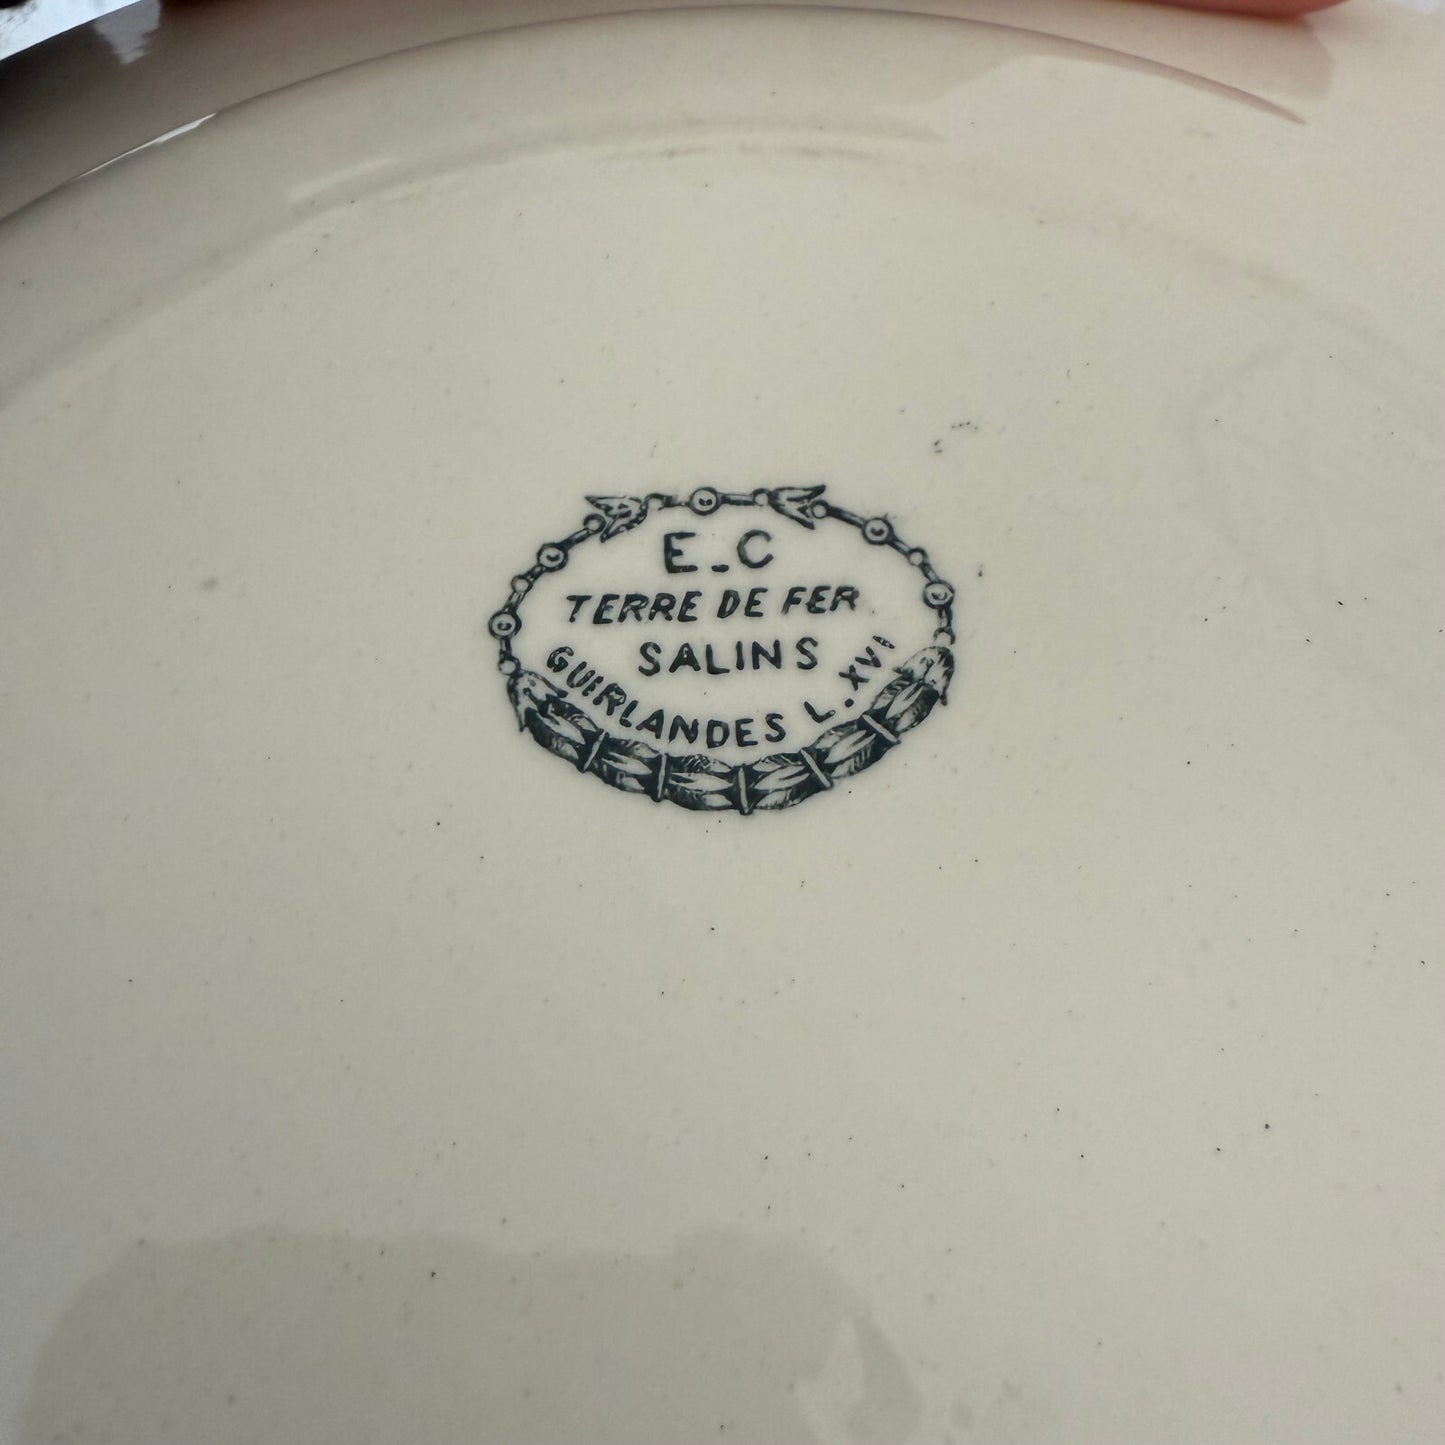 E.C
TERRE DE FER
SALINS
GUIRLANDES L. XVI